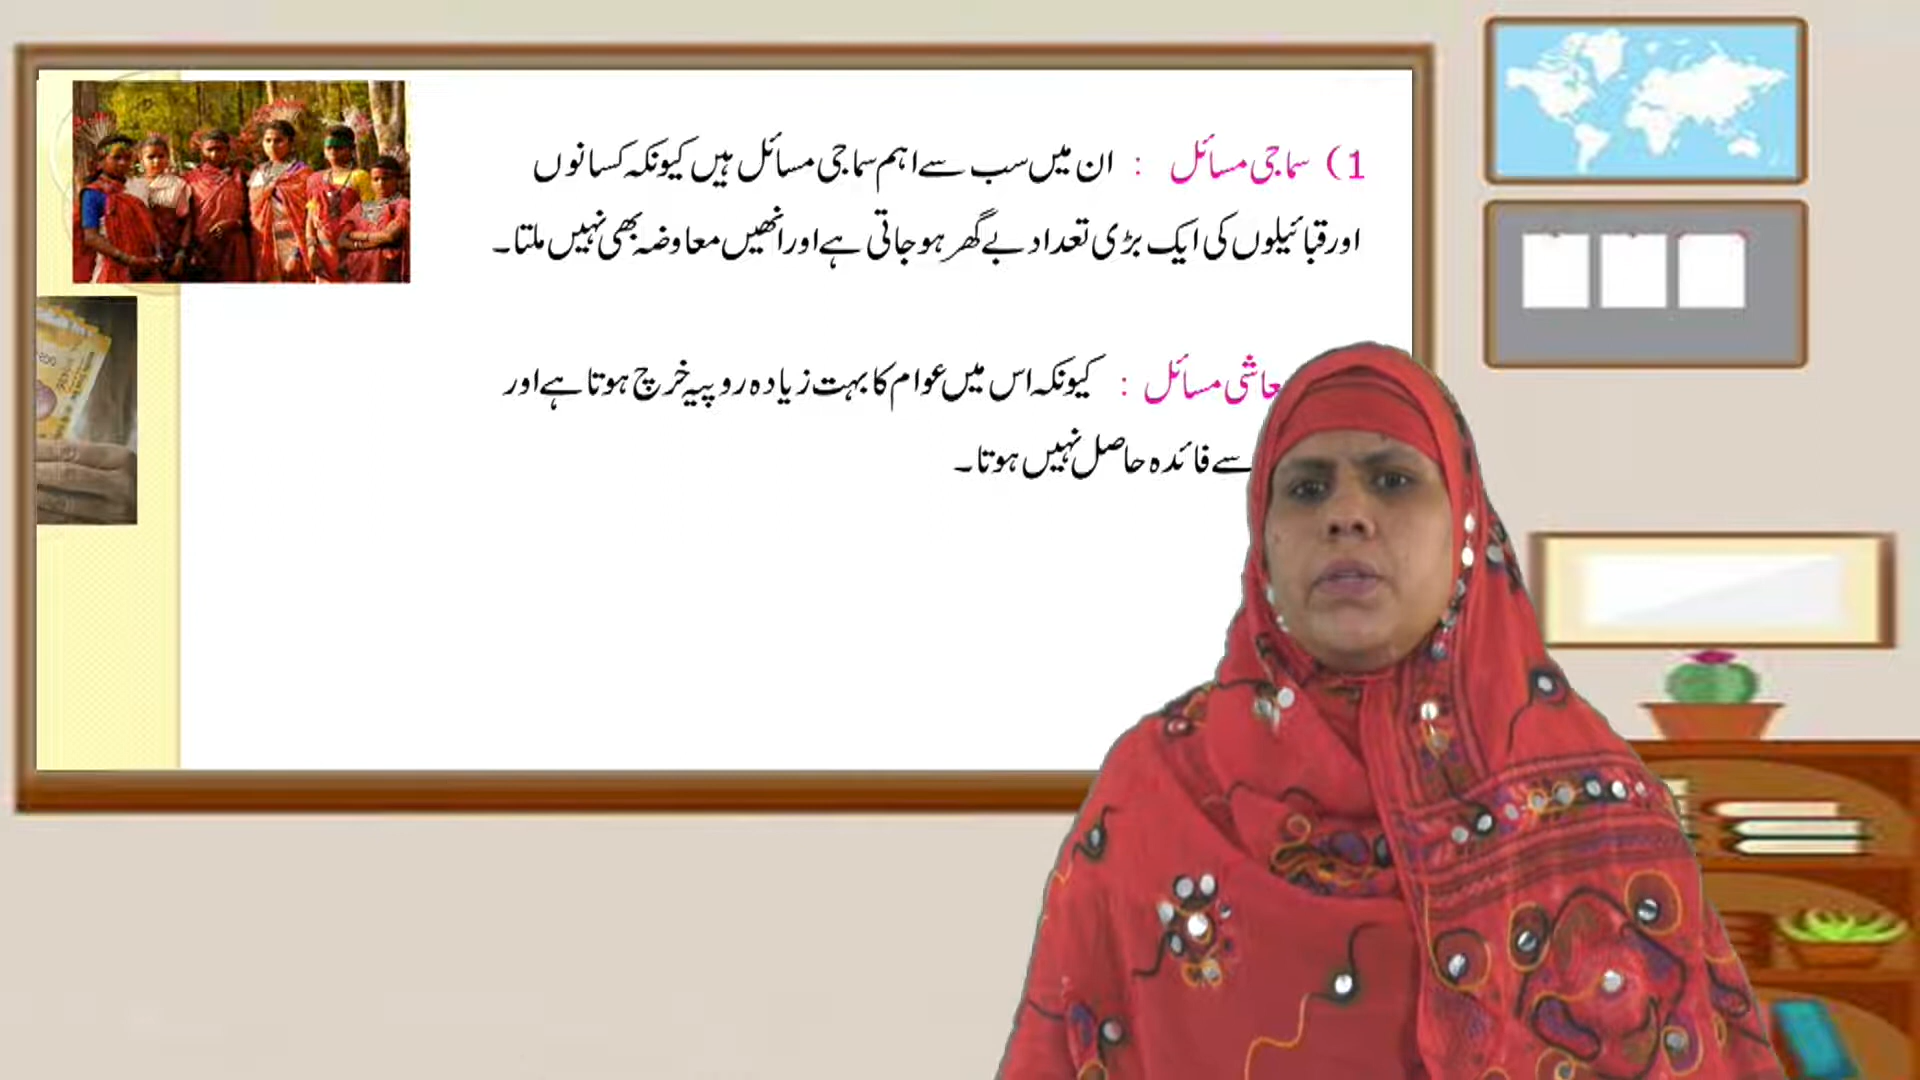 1) سماجی مسائل : ان میں سب سے اہم سماجی مسائل ہیں کیونکہ کسانوں
اور قبائیلوں کی ایک بڑی تعداد بے گھر ہو جاتی ہے اور انھیں معاوضہ بھی نہیں ملتا۔
معاشی مسائل : کیونکہ اس میں عوام کا بہت زیادہ روپیہ خرچ ہوتا ہے اور
سے فائدہ حاصل نہیں ہوتا۔